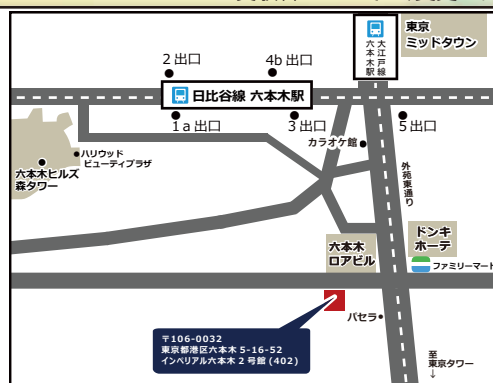 東京
ミッドタウン
大江戸線
六本木駅
2出口
4b出口
日比谷線 六本木駅
1a出口
3出口
5出口
カラオケ館
ハリウッド
ビューティプラザ
六本木ヒルズ
森タワー
外苑東通り
六本木
ロアビル
ドンキ
ホーテ
ファミリーマート
パセラ
〒106-0032
東京都港区六本木5-16-52
インペリアル六本木2号館(402)
至
東京タワー
↓